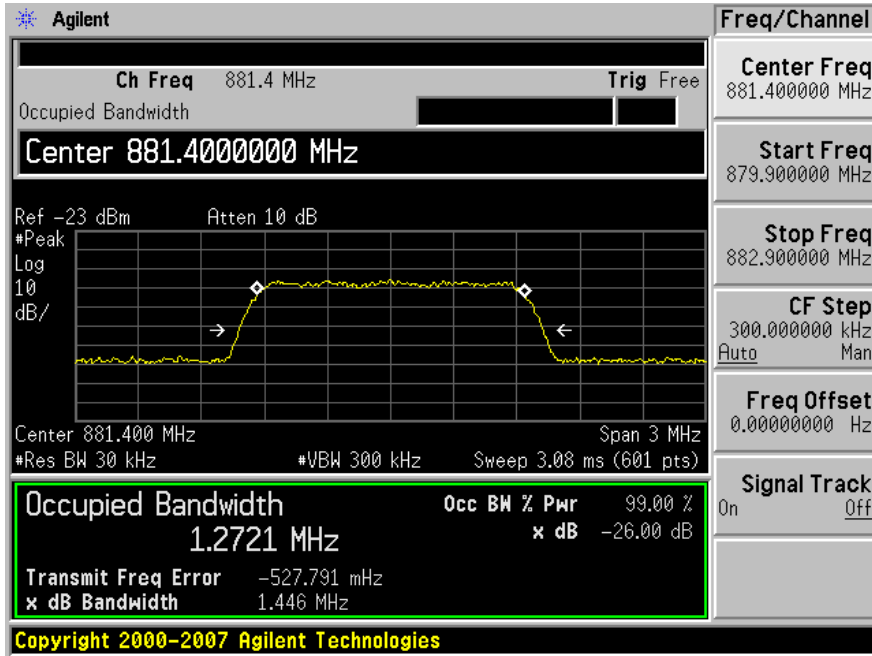 Agilent
Freq/Channel
Ch Freq 881.4 MHz Trig Free
Occupied Bandwidth
Center 881.4000000 MHz
Ref -23 dBm Atten 10 dB
#Peak
Log
10
dB/
Center 881.400 MHz Span 3 MHz
#Res BW 30 kHz #VBW 300 kHz Sweep 3.08 ms (601 pts)
Occupied Bandwidth
1.2721 MHz
Occ BW % Pwr 99.00 %
x dB -26.00 dB
Transmit Freq Error -527.791 mHz
x dB Bandwidth 1.446 MHz
Copyright 2000-2007 Agilent Technologies
Center Freq
881.400000 MHz
Start Freq
879.900000 MHz
Stop Freq
882.900000 MHz
CF Step
300.000000 kHz
Auto Man
Freq Offset
0.00000000 Hz
Signal Track
On Off